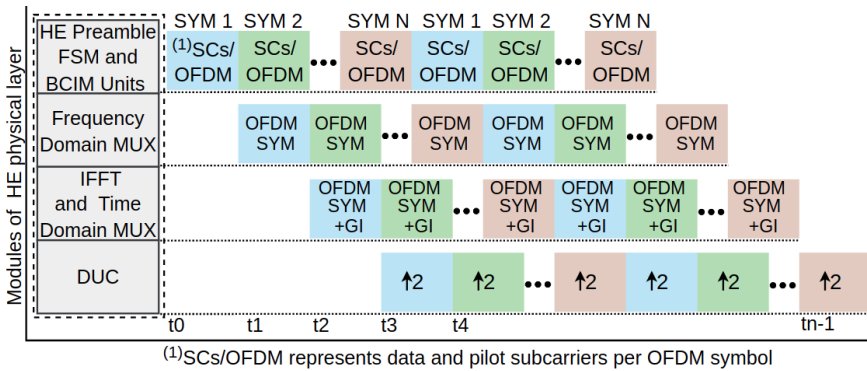 SYM 1 SYM 2 SYM N SYM 1 SYM 2 SYM N
HE Preamble
FSM and
BCIM Units
(1)SCs/ SCs/ SCs/ SCs/ SCs/ SCs/
OFDM OFDM ••• OFDM OFDM OFDM ••• OFDM
Frequency
Domain MUX
OFDM OFDM OFDM OFDM OFDM OFDM
SYM SYM ••• SYM SYM SYM ••• SYM
IFFT
and Time
Domain MUX
OFDM OFDM OFDM OFDM OFDM OFDM
SYM SYM ••• SYM SYM SYM ••• SYM
+GI +GI +GI +GI +GI +GI
DUC
↑2 ↑2 ••• ↑2 ↑2 ↑2 ••• ↑2
t0 t1 t2 t3 t4 tn-1
Modules of HE physical layer
(1)SCs/OFDM represents data and pilot subcarriers per OFDM symbol